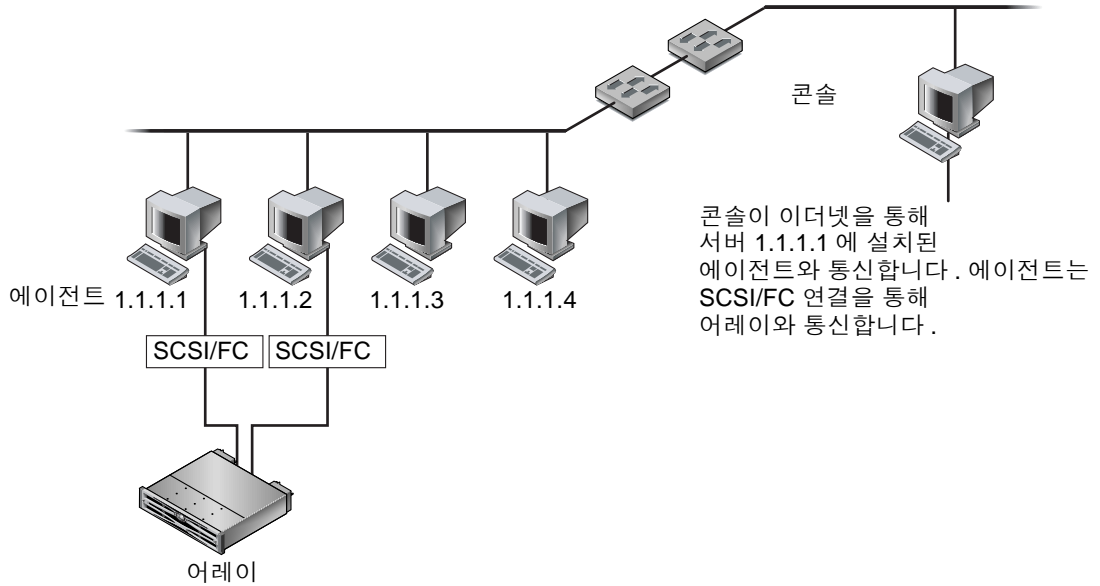 콘솔
콘솔이 이더넷을 통해
서버 1.1.1.1 에 설치된
에이전트와 통신합니다 . 에이전트는
SCSI/FC 연결을 통해
어레이와 통신합니다 .
에이전트 1.1.1.1 1.1.1.2 1.1.1.3 1.1.1.4
SCSI/FC SCSI/FC
어레이